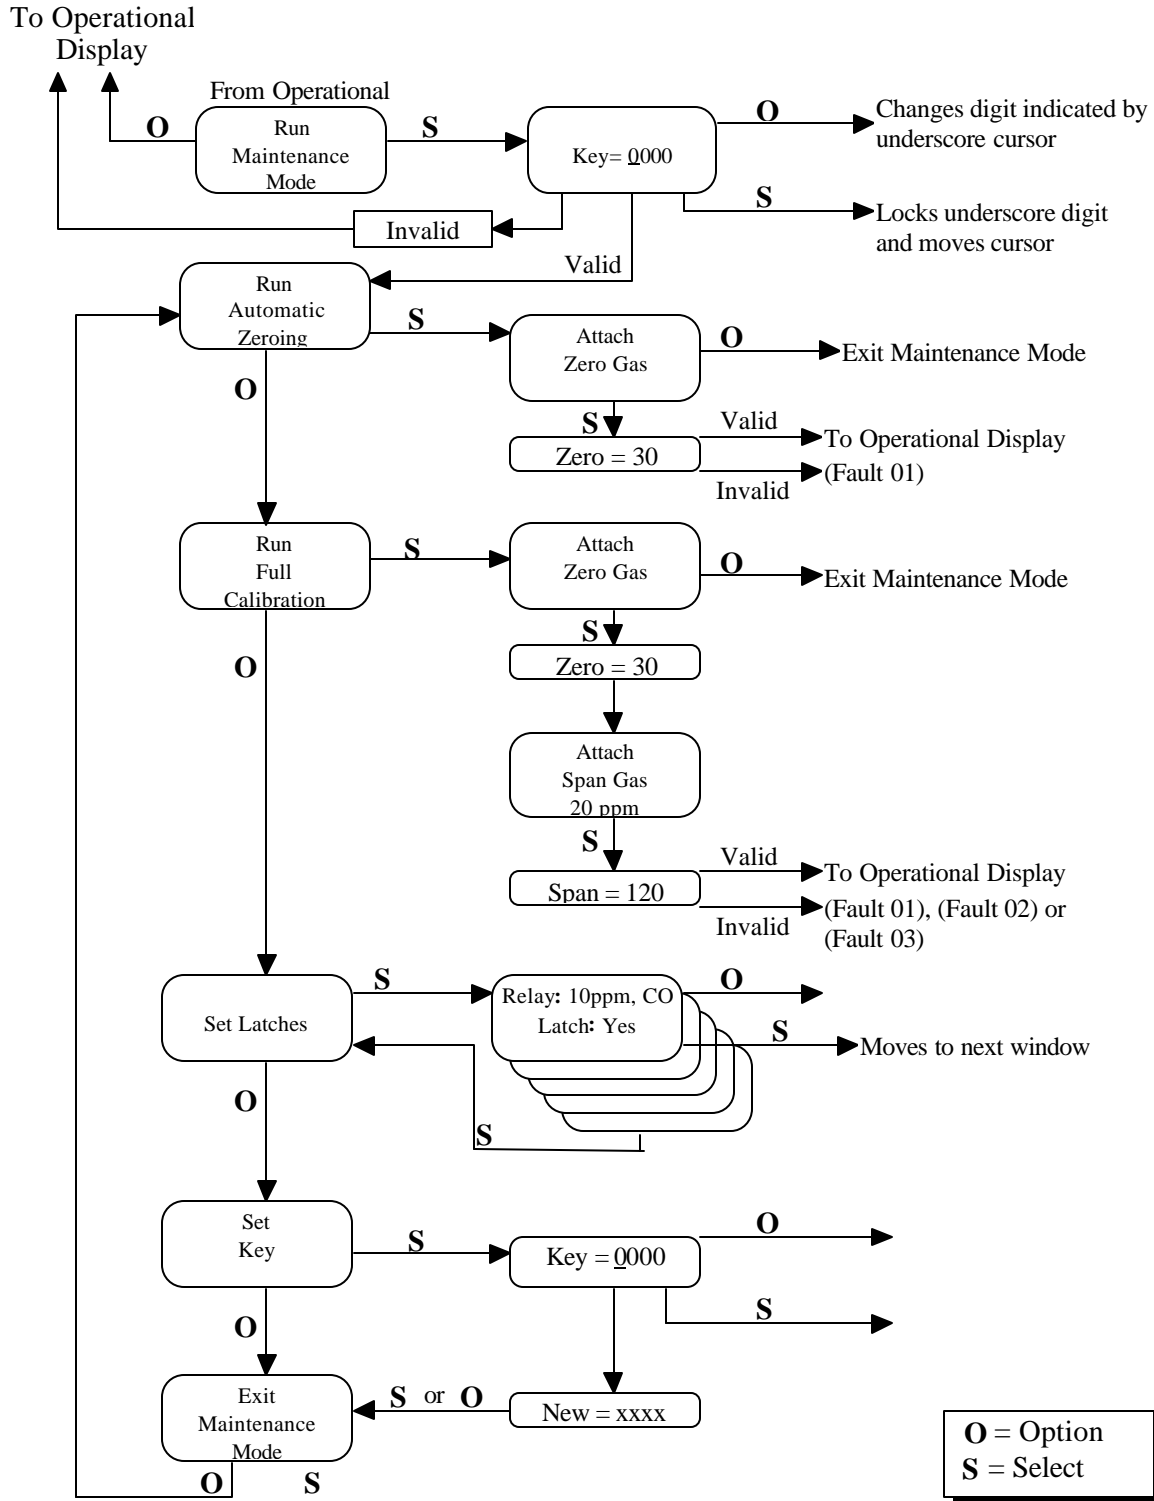 To Operational
Display
From Operational
O
Run
Maintenance
Mode
S
Key= 0000
O
Changes digit indicated by
underscore cursor
S
Locks underscore digit
and moves cursor
Invalid
Valid
Run
Automatic
Zeroing
S
Attach
Zero Gas
O
Exit Maintenance Mode
O
S
Zero = 30
Valid
To Operational Display
Invalid
(Fault 01)
Run
Full
Calibration
S
Attach
Zero Gas
O
Exit Maintenance Mode
S
O
Zero = 30
Attach
Span Gas
20 ppm
S
Span = 120
Valid
To Operational Display
Invalid
(Fault 01), (Fault 02) or
(Fault 03)
Set Latches
S
Relay: 10ppm, CO
Latch: Yes
O
S
Moves to next window
O
S
Set
Key
S
Key = 0000
O
S
O
Exit
Maintenance
Mode
S or O
New = xxxx
O
S
O = Option
S = Select